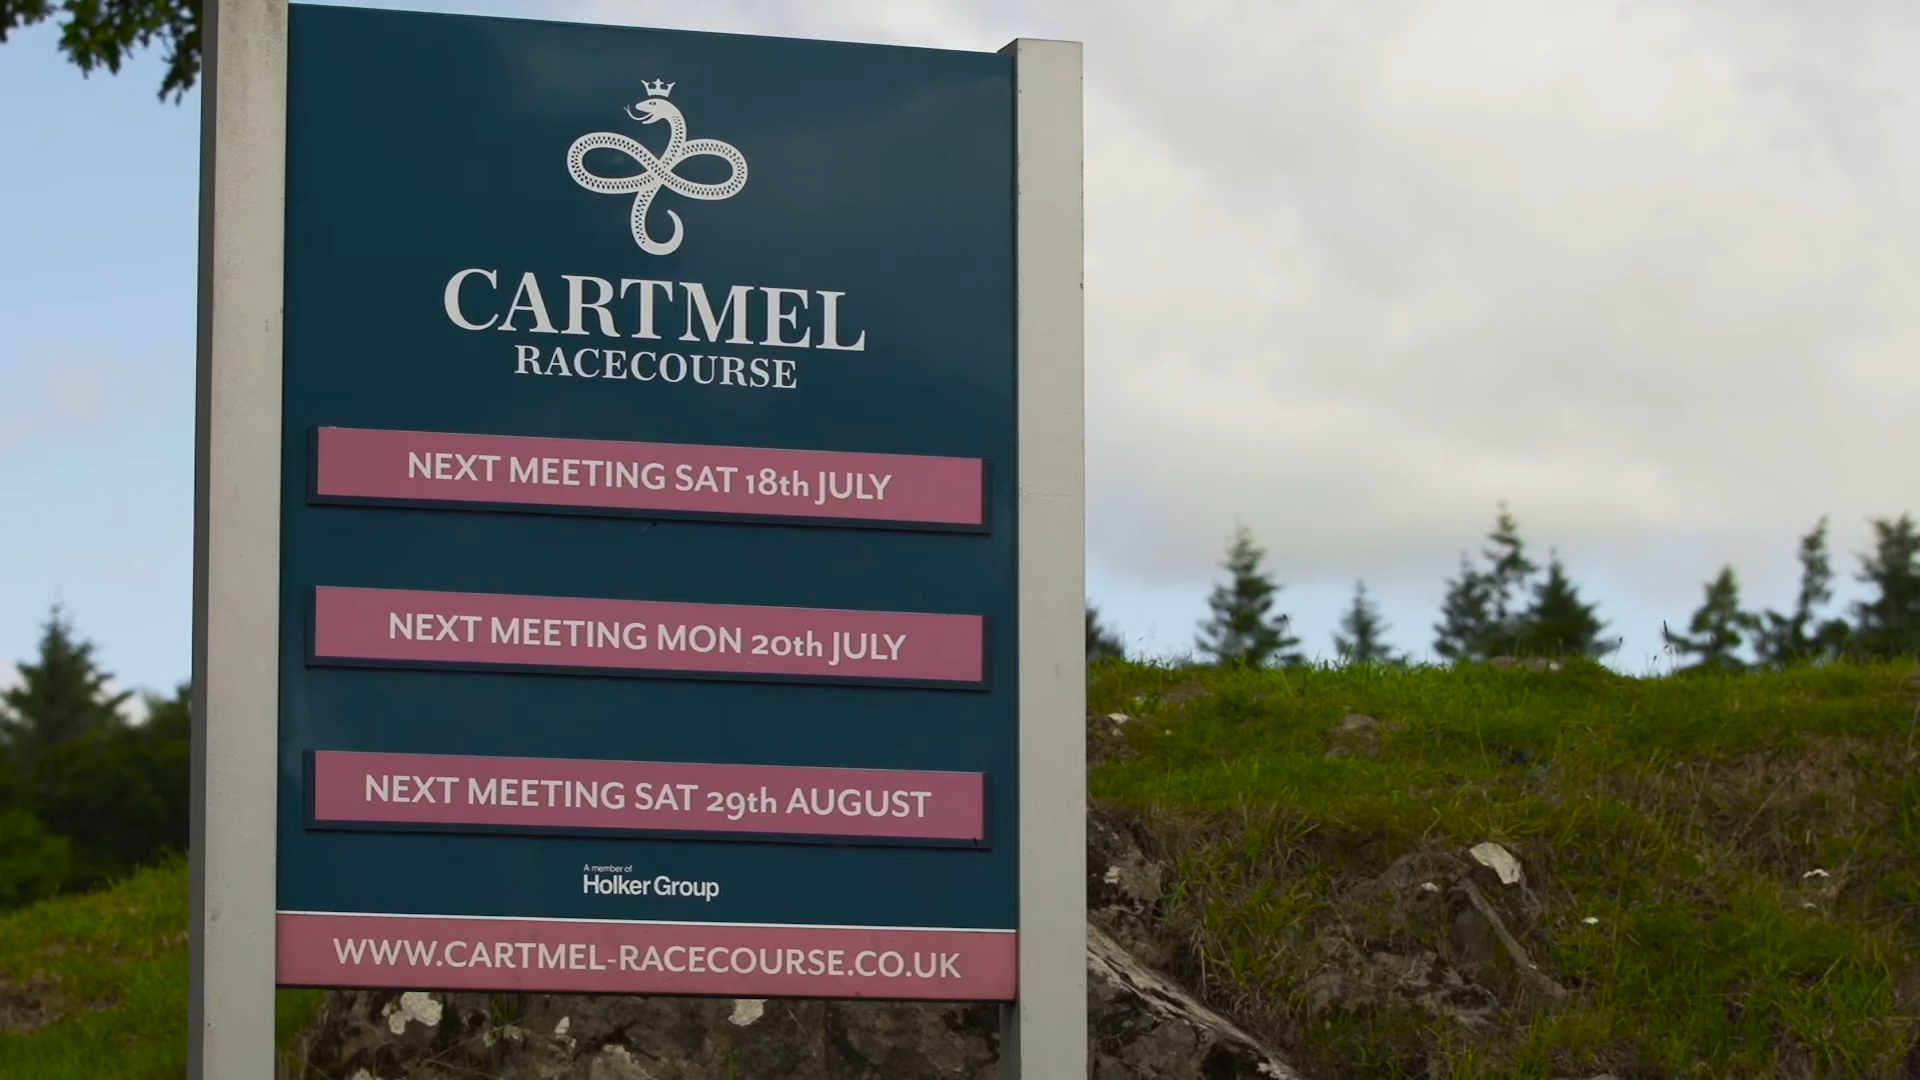 CARTMEL
RACECOURSE
NEXT MEETING SAT 18th JULY
NEXT MEETING MON 20th JULY
NEXT MEETING SAT 29th AUGUST
A member of
Holker Group
WWW.CARTMEL-RACECOURSE.CO.UK